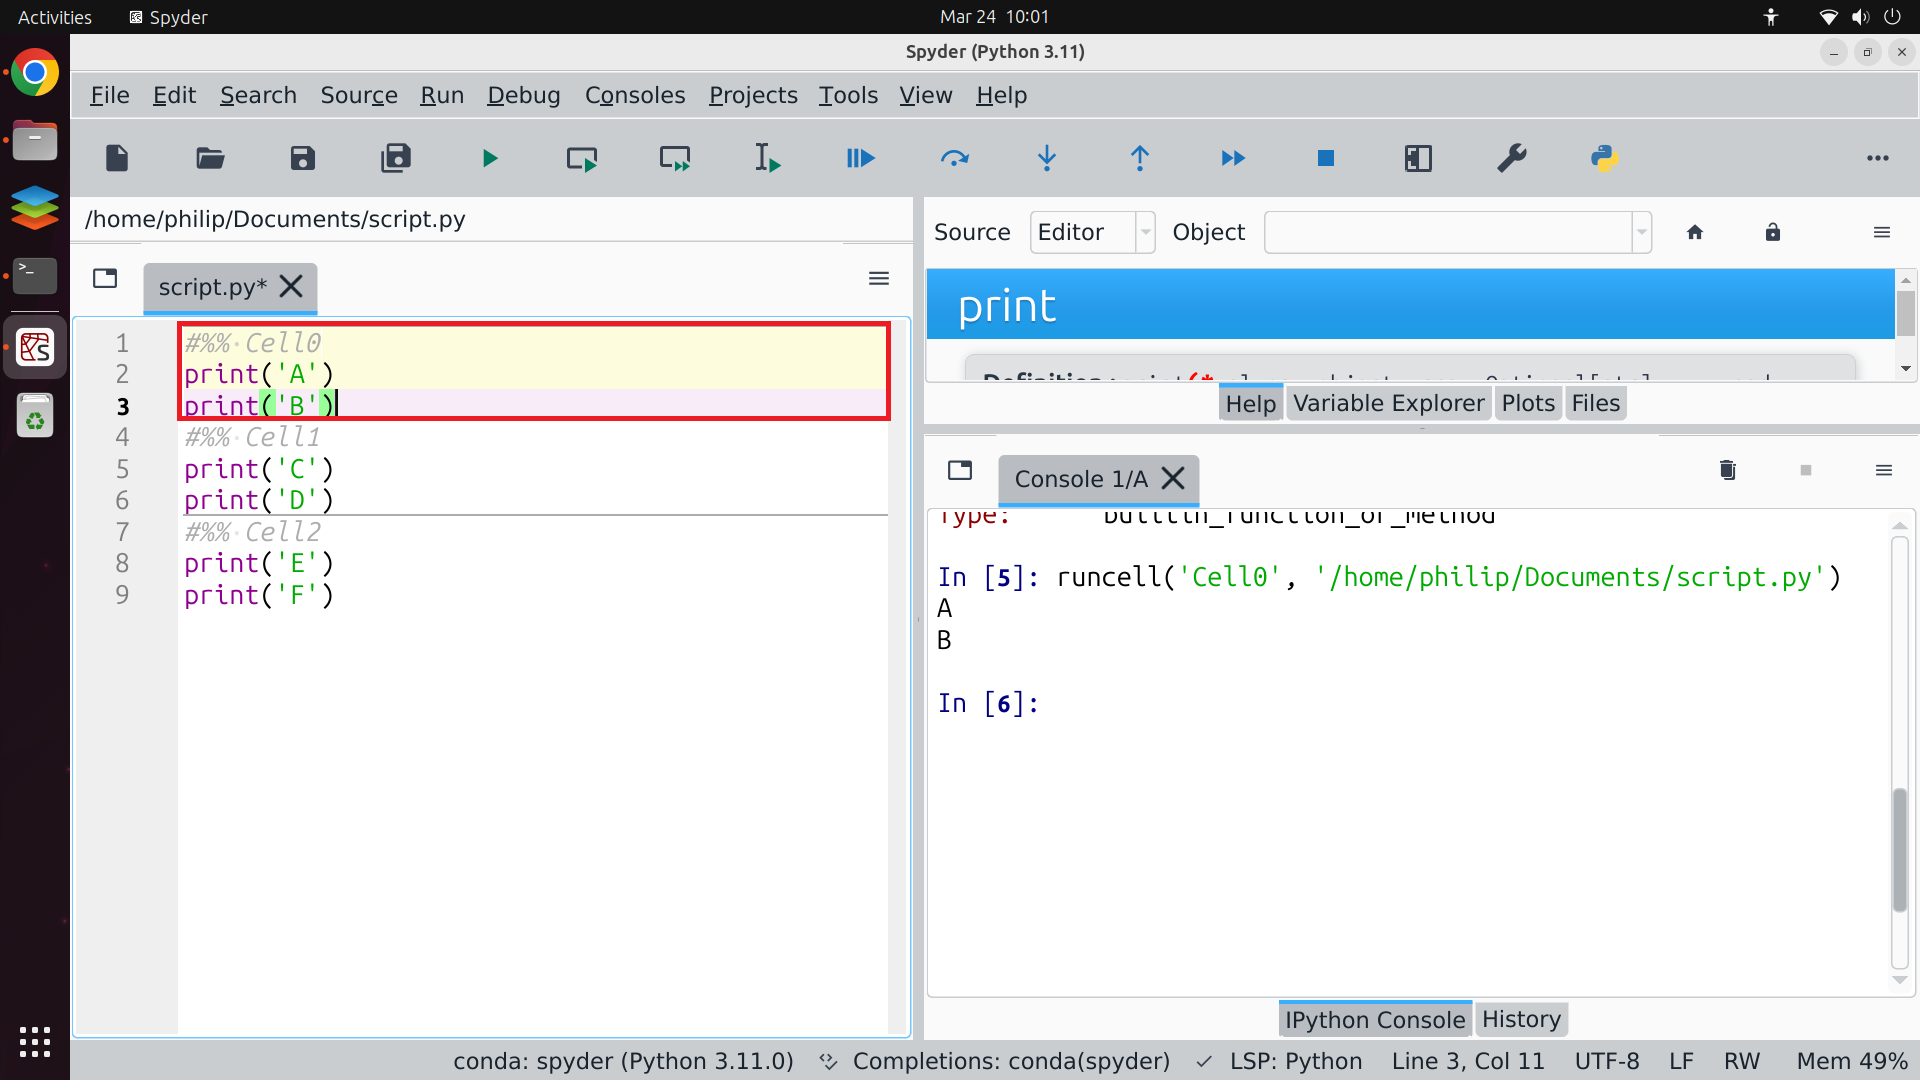 Activities Spyder Mar 24 10:01
Spyder (Python 3.11)
File Edit Search Source Run Debug Consoles Projects Tools View Help
/home/philip/Documents/script.py
script.py*
1 #%% Cell0
2 print('A')
3 print('B')
4 #%% Cell1
5 print('C')
6 print('D')
7 #%% Cell2
8 print('E')
9 print('F')
Source Editor Object
print
Help Variable Explorer Plots Files
Console 1/A
Type: builtin_function_or_method
In [5]: runcell('Cell0', '/home/philip/Documents/script.py')
A
B
In [6]:
IPython Console History
conda: spyder (Python 3.11.0) Completions: conda(spyder) LSP: Python Line 3, Col 11 UTF-8 LF RW Mem 49%